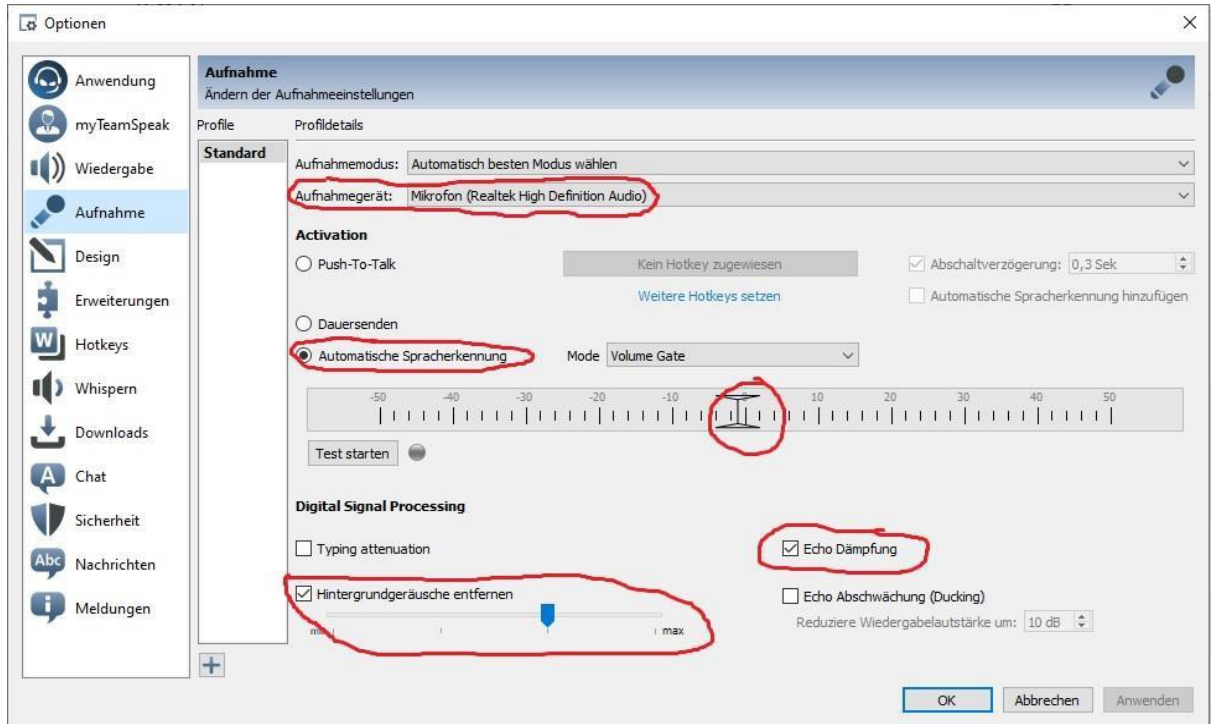 Optionen
Anwendung
myTeamSpeak
Wiedergabe
Aufnahme
Design
Erweiterungen
Hotkeys
Whispern
Downloads
Chat
Sicherheit
Nachrichten
Meldungen
Aufnahme
Ändern der Aufnahmeeinstellungen
Profile
Standard
Profildetails
Aufnahmemodus: Automatisch besten Modus wählen
Aufnahmegerät: Mikrofon (Realtek High Definition Audio)
Activation
Push-To-Talk Kein Hotkey zugewiesen Abschaltverzögerung: 0,3 Sek
Weitere Hotkeys setzen Automatische Spracherkennung hinzufügen
Dauersenden
Automatische Spracherkennung Mode Volume Gate
-50 -40 -30 -20 -10 0 10 20 30 40 50
Test starten
Digital Signal Processing
Typing attenuation Echo Dämpfung
Hintergrundgeräusche entfernen Echo Abschwächung (Ducking)
min max Reduziere Wiedergabelautstärke um: 10 dB
OK Abbrechen Anwenden